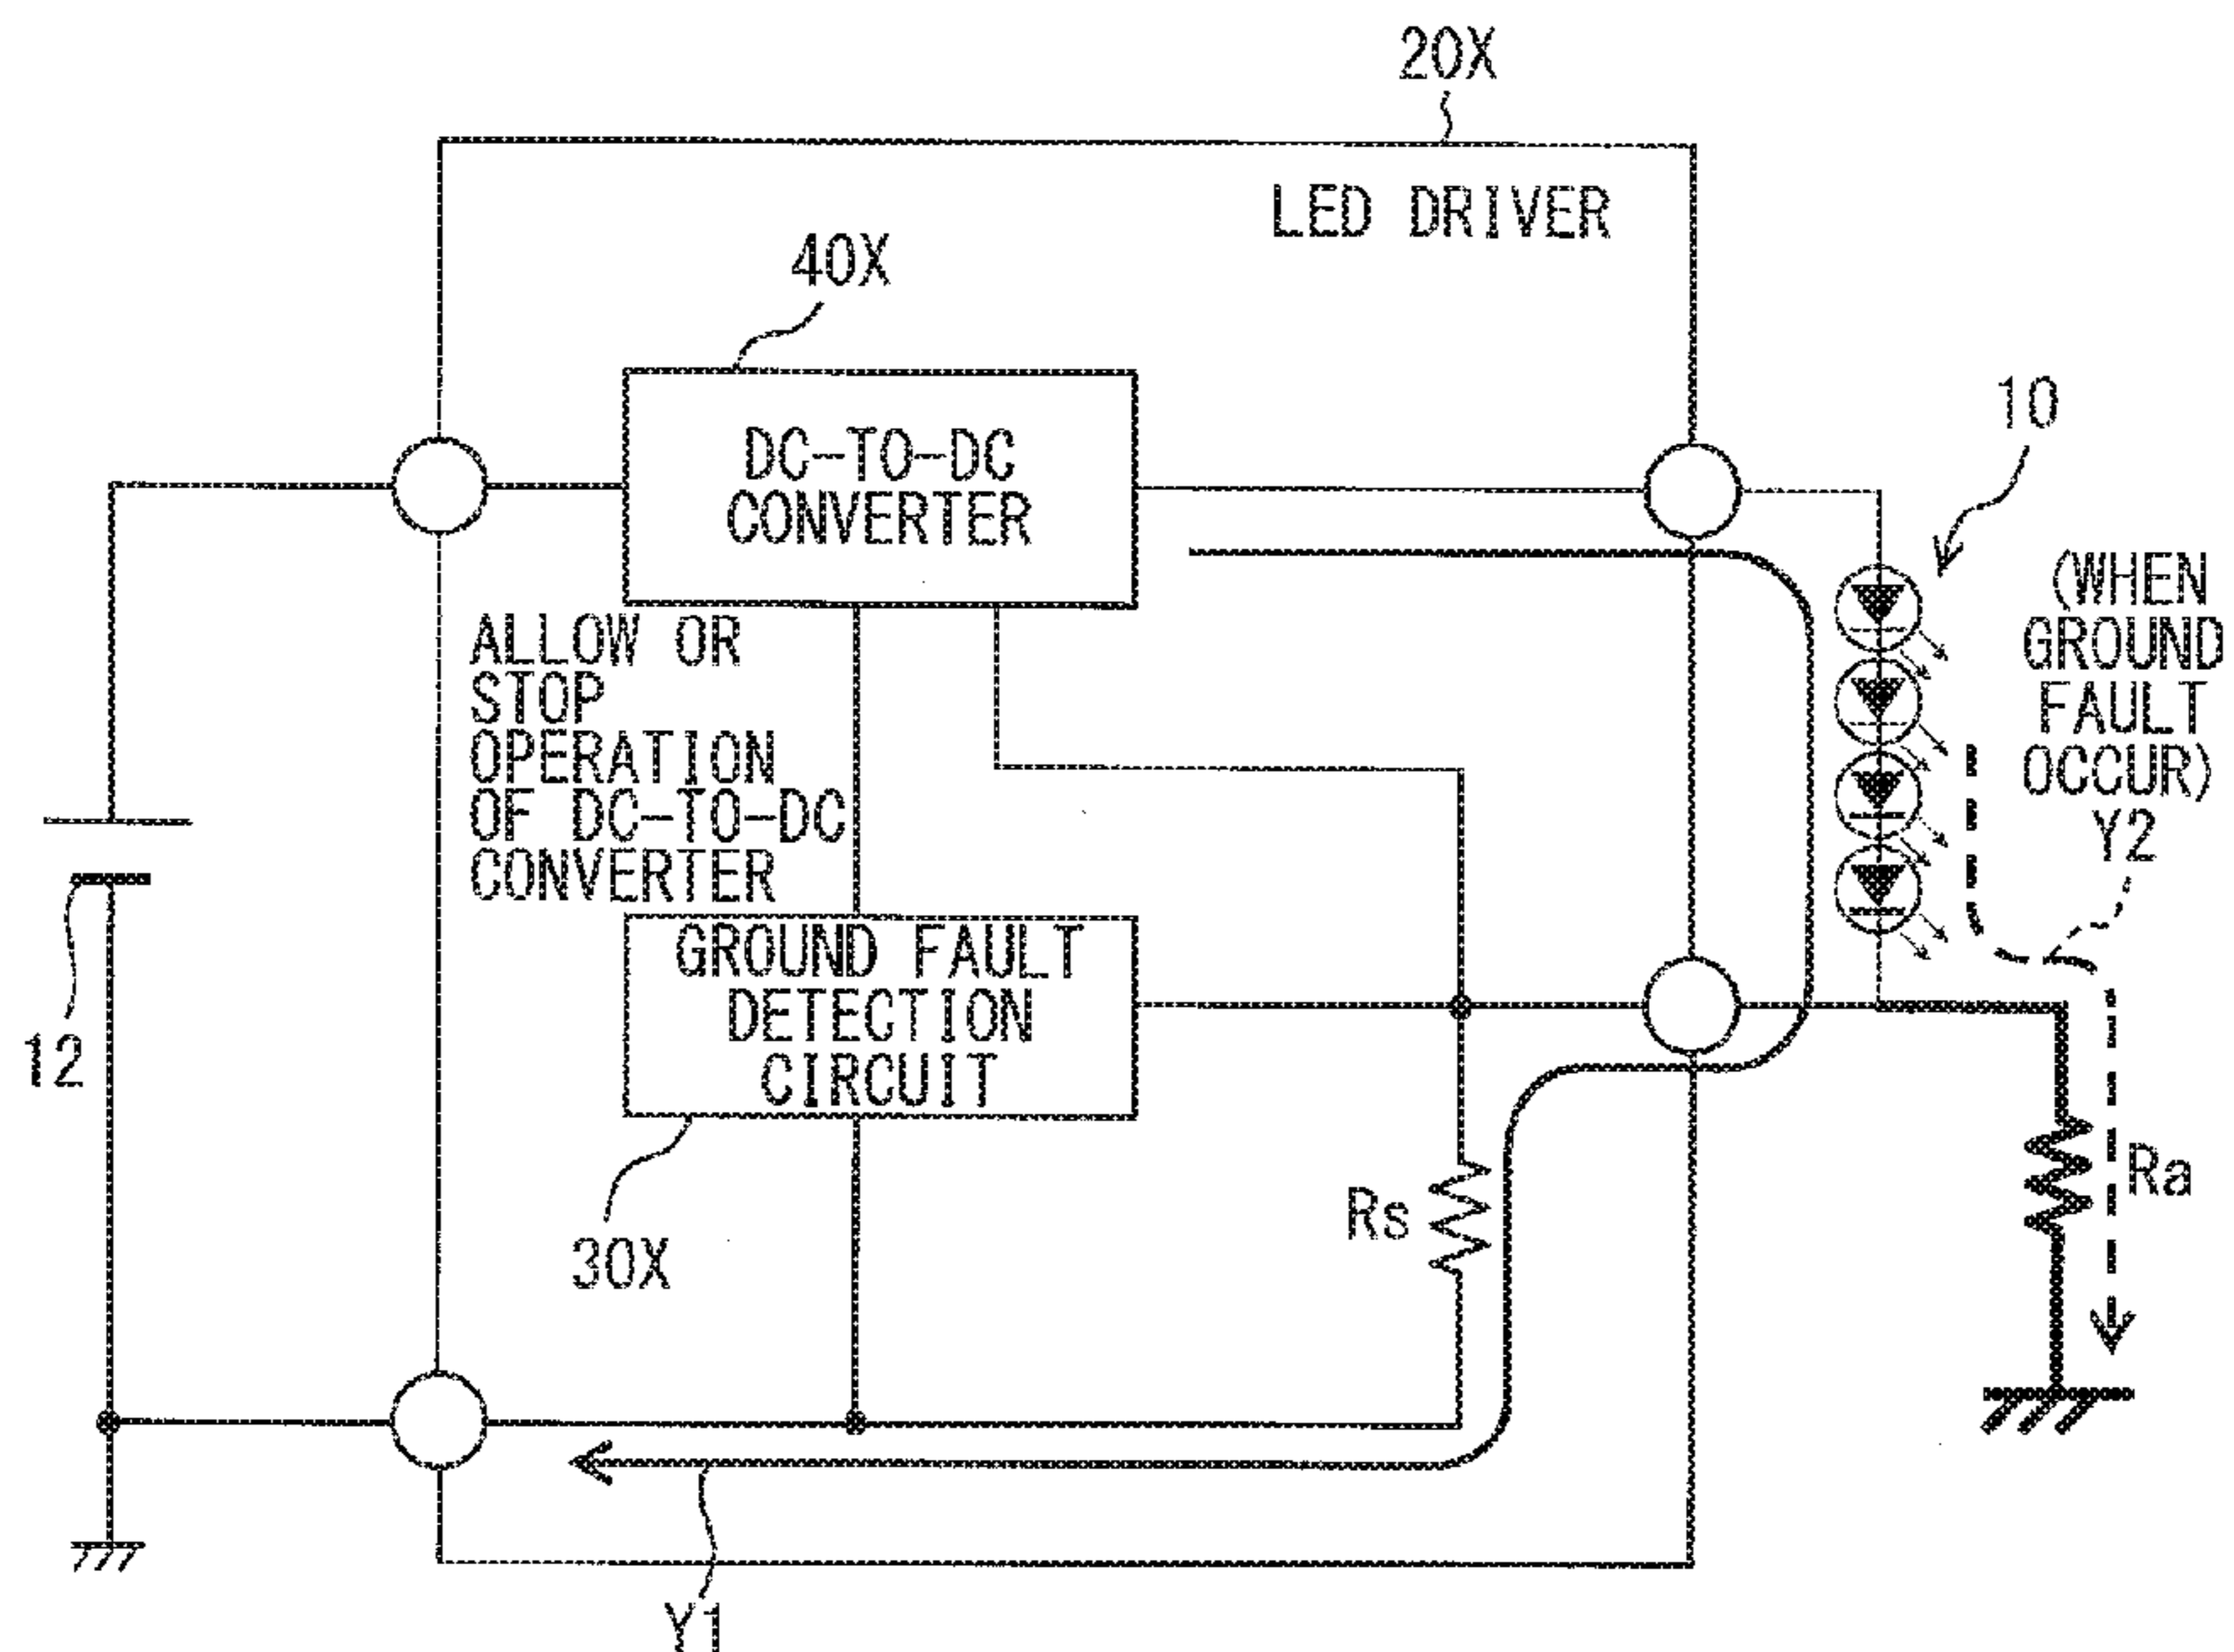 20X
LED DRIVER
40X
DC-TO-DC
CONVERTER
10
(WHEN
GROUND
FAULT
OCCUR)
Y2
ALLOW OR
STOP
OPERATION
OF DC-TO-DC
CONVERTER
GROUND FAULT
DETECTION
CIRCUIT
12
30X
Rs
Ra
Y1